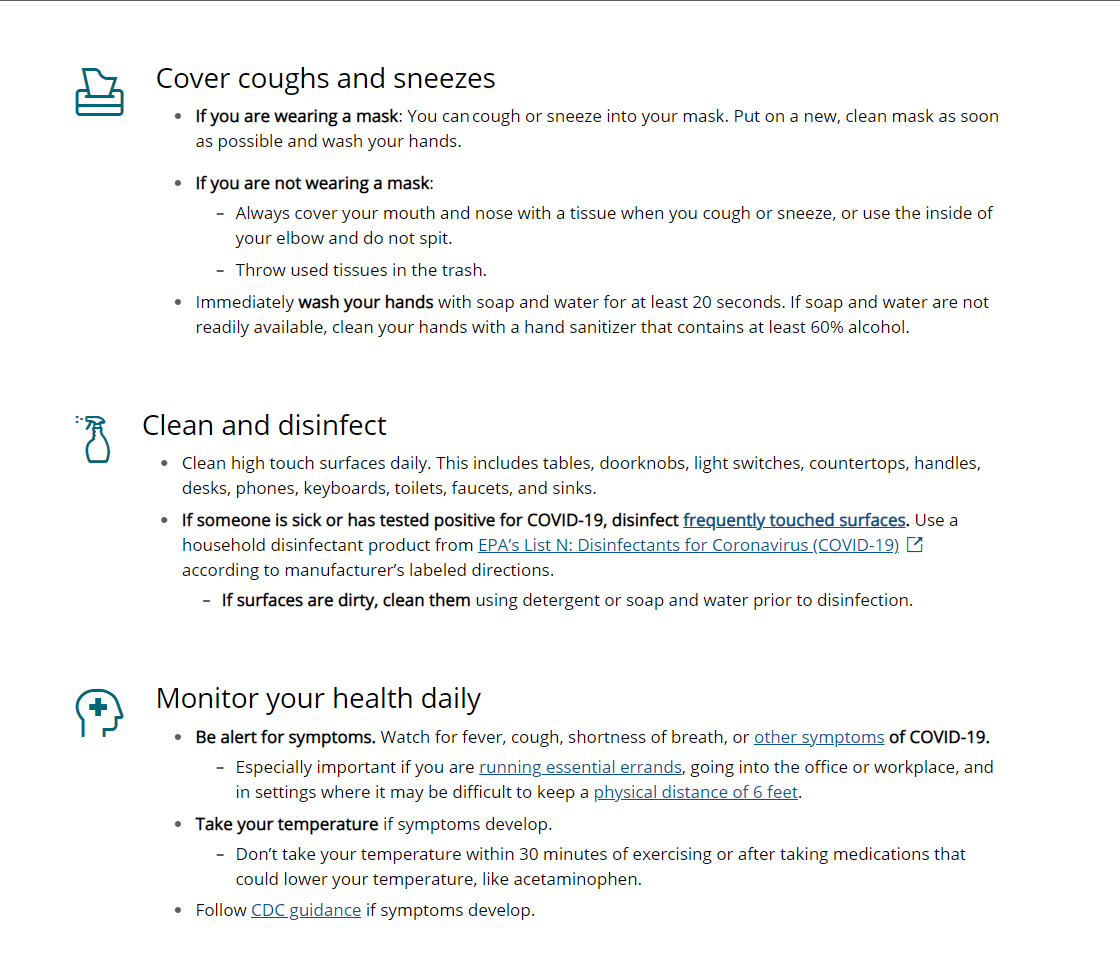 Cover coughs and sneezes
• If you are wearing a mask: You can cough or sneeze into your mask. Put on a new, clean mask as soon
as possible and wash your hands.
• If you are not wearing a mask:
– Always cover your mouth and nose with a tissue when you cough or sneeze, or use the inside of
your elbow and do not spit.
– Throw used tissues in the trash.
• Immediately wash your hands with soap and water for at least 20 seconds. If soap and water are not
readily available, clean your hands with a hand sanitizer that contains at least 60% alcohol.
Clean and disinfect
• Clean high touch surfaces daily. This includes tables, doorknobs, light switches, countertops, handles,
desks, phones, keyboards, toilets, faucets, and sinks.
• If someone is sick or has tested positive for COVID-19, disinfect frequently touched surfaces. Use a
household disinfectant product from EPA’s List N: Disinfectants for Coronavirus (COVID-19)
according to manufacturer’s labeled directions.
– If surfaces are dirty, clean them using detergent or soap and water prior to disinfection.
Monitor your health daily
• Be alert for symptoms. Watch for fever, cough, shortness of breath, or other symptoms of COVID-19.
– Especially important if you are running essential errands, going into the office or workplace, and
in settings where it may be difficult to keep a physical distance of 6 feet.
• Take your temperature if symptoms develop.
– Don’t take your temperature within 30 minutes of exercising or after taking medications that
could lower your temperature, like acetaminophen.
• Follow CDC guidance if symptoms develop.